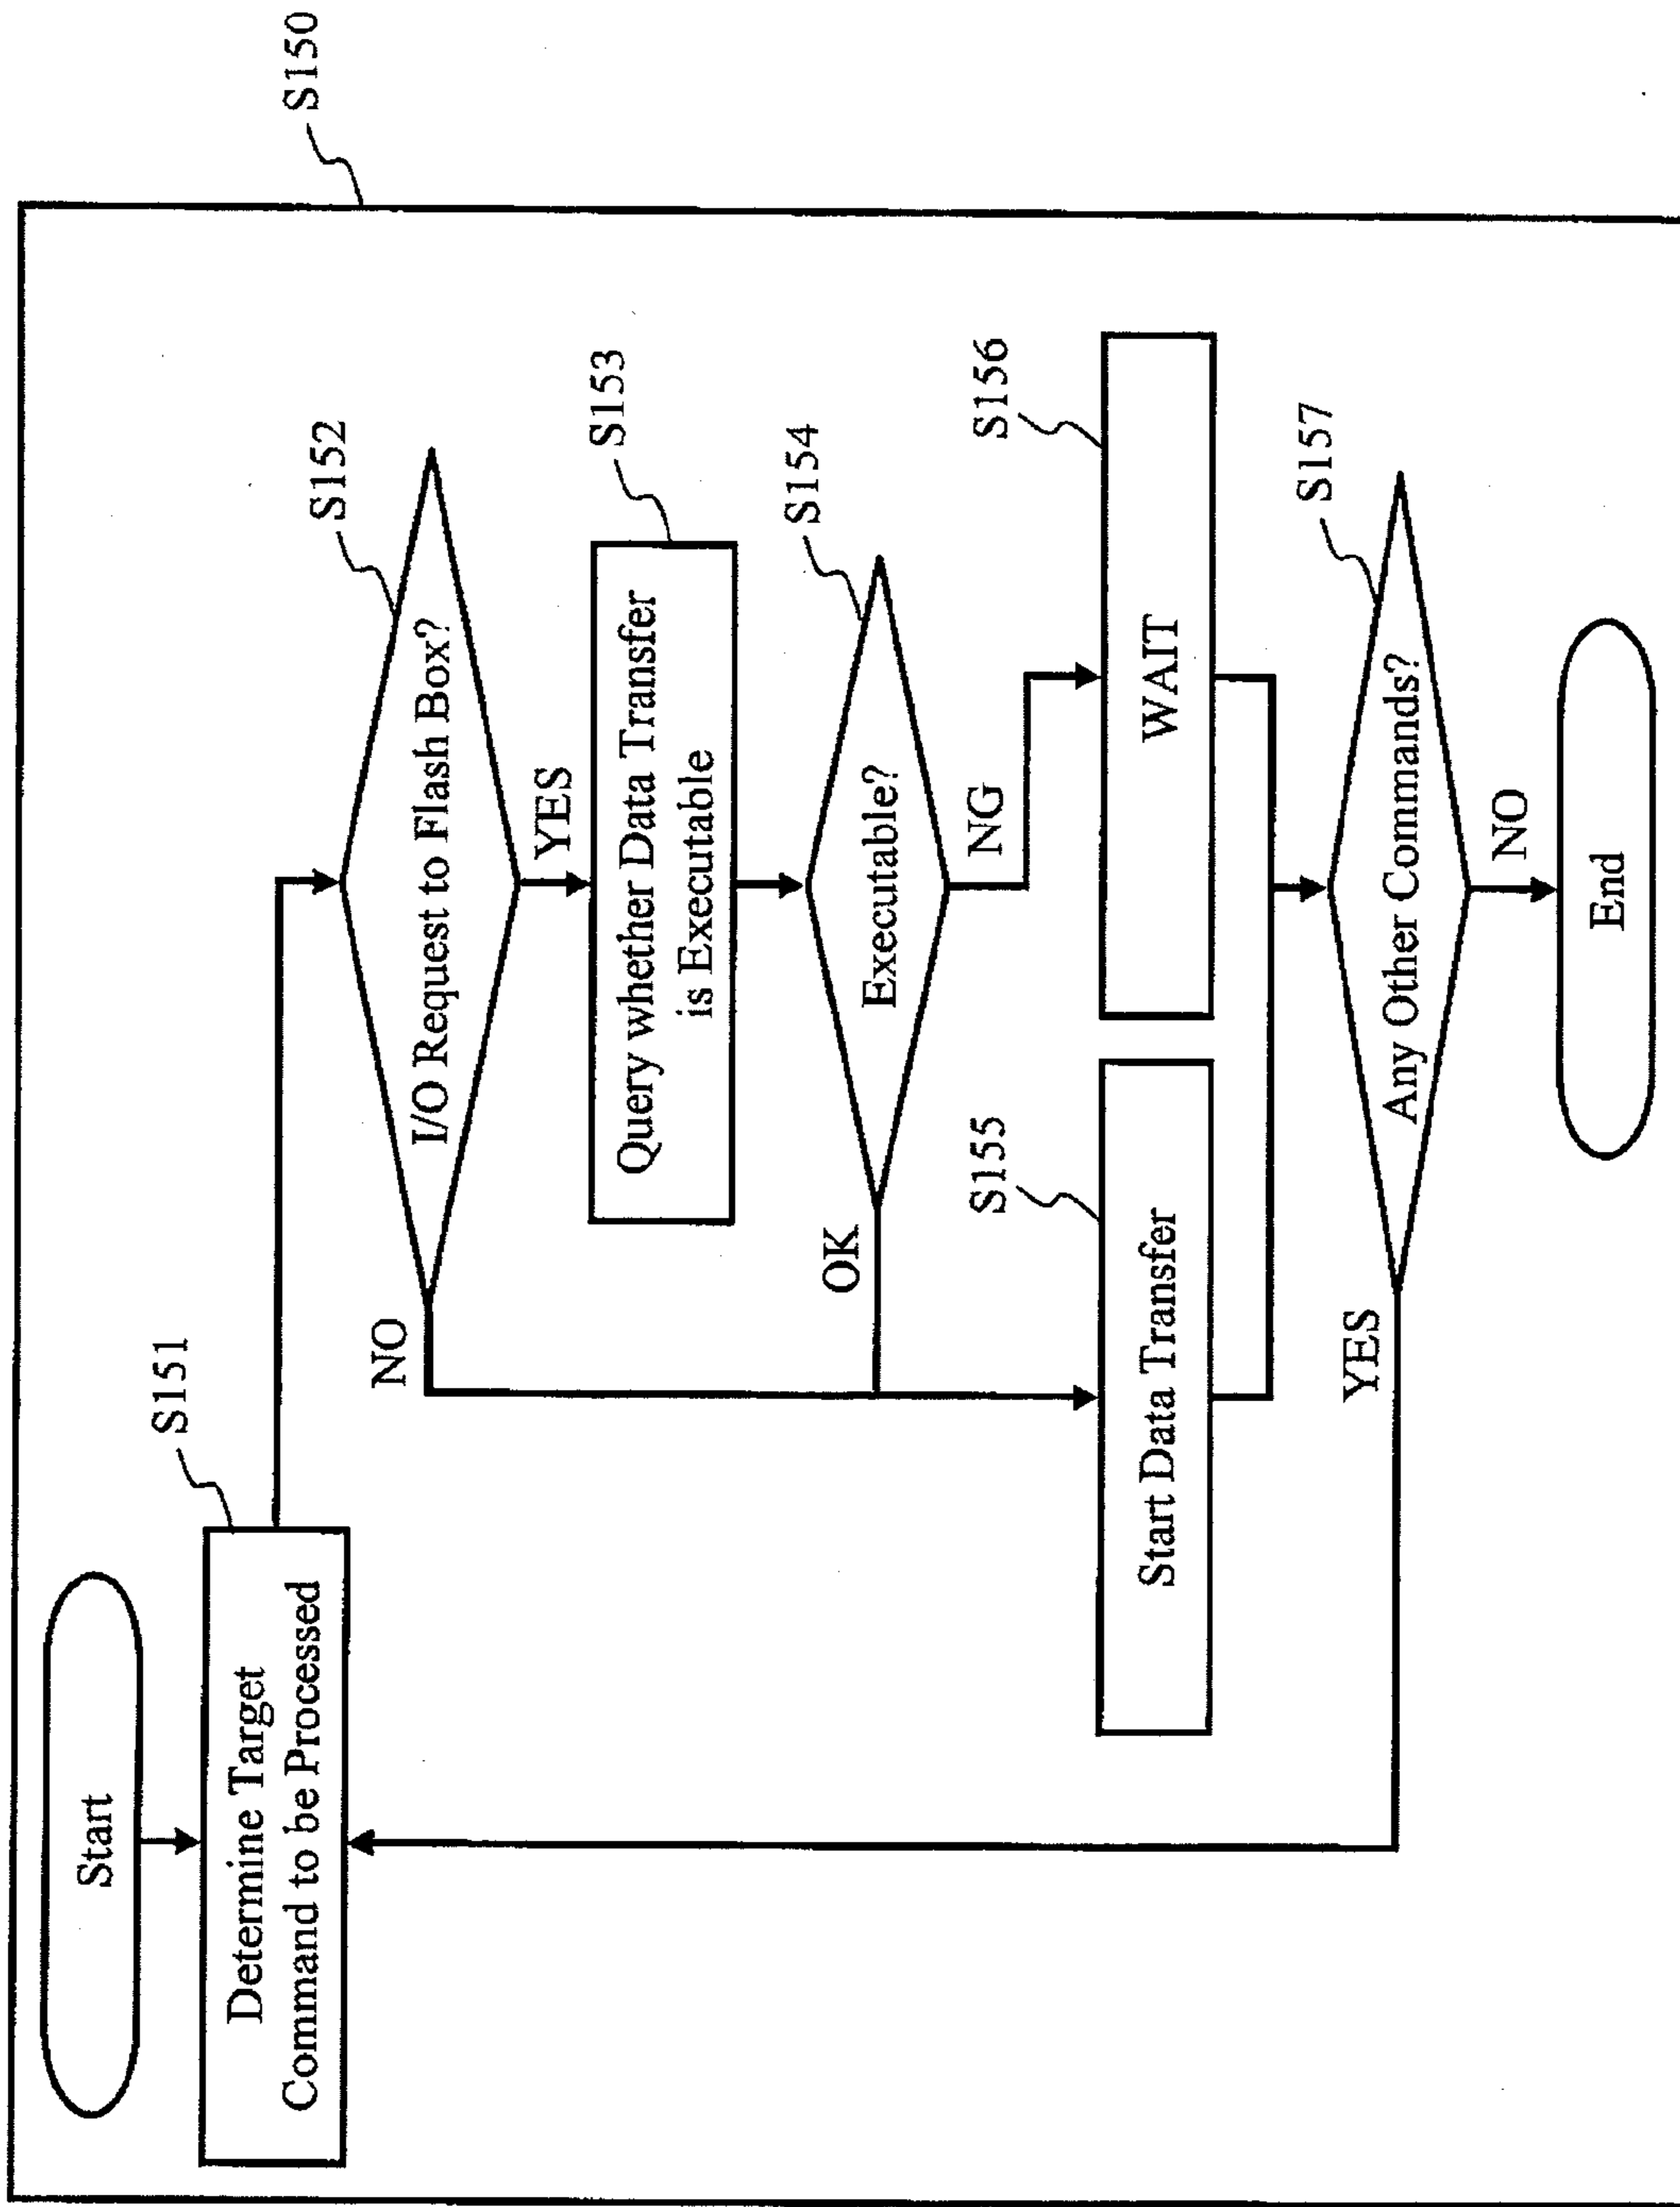 S150
Start
S151
Determine Target
Command to be Processed
S152
I/O Request to Flash Box?
NO
YES
S153
Query whether Data Transfer
is Executable
S154
Executable?
OK
NG
S155
Start Data Transfer
S156
WAIT
S157
Any Other Commands?
YES
NO
End